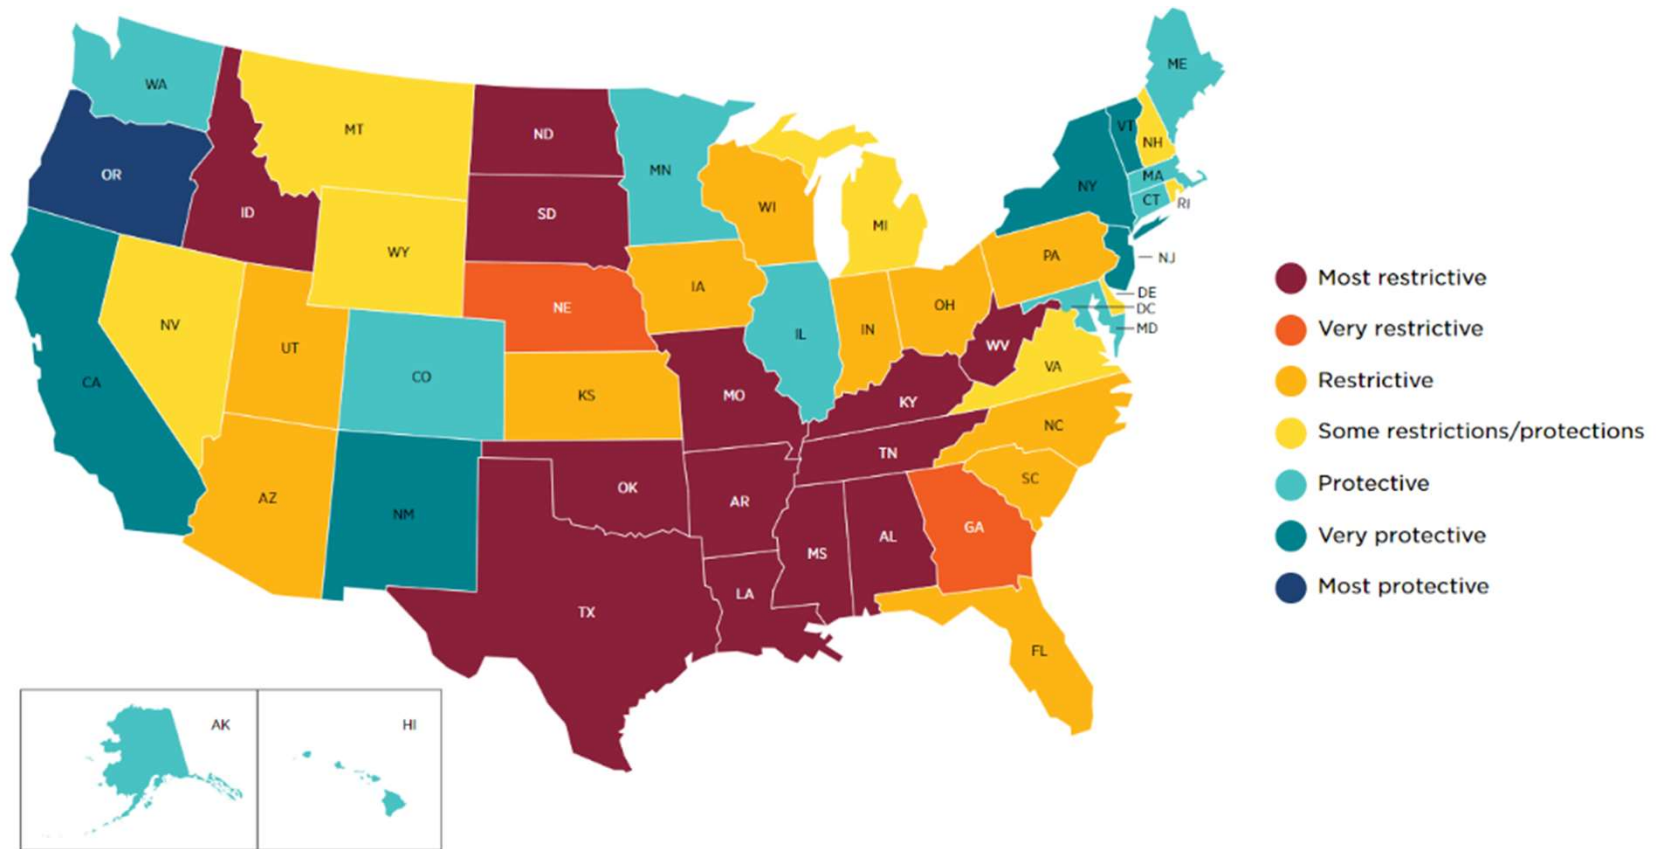 ME
WA
VT
MT
ND
NH
MN
OR
MA
NY
CT
RI
WI
ID
SD
MI
WY
PA
NJ
Most restrictive
IA
DE
NE
OH
DC
NV
IN
MD
Very restrictive
IL
UT
WV
VA
CO
CA
KS
MO
KY
Restrictive
NC
TN
Some restrictions/protections
SC
OK
AZ
AR
Protective
NM
GA
AL
MS
Very protective
LA
Most protective
TX
FL
AK
HI